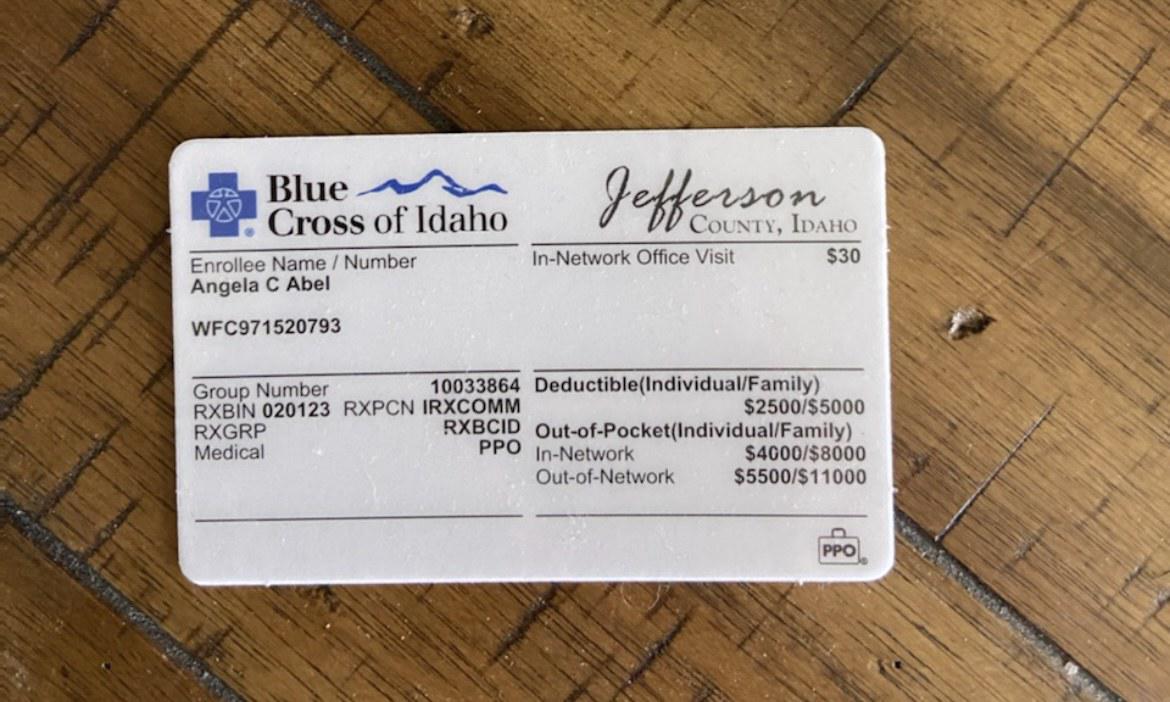 Blue
Cross of Idaho
Jefferson
COUNTY, IDAHO
Enrollee Name / Number
Angela C Abel
WFC971520793
In-Network Office Visit $30
Group Number 10033864
RXBIN 020123 RXPCN IRXCOMM
RXGRP RXBCID
Medical PPO
Deductible(Individual/Family)
$2500/$5000
Out-of-Pocket(Individual/Family)
In-Network $4000/$8000
Out-of-Network $5500/$11000
PPO